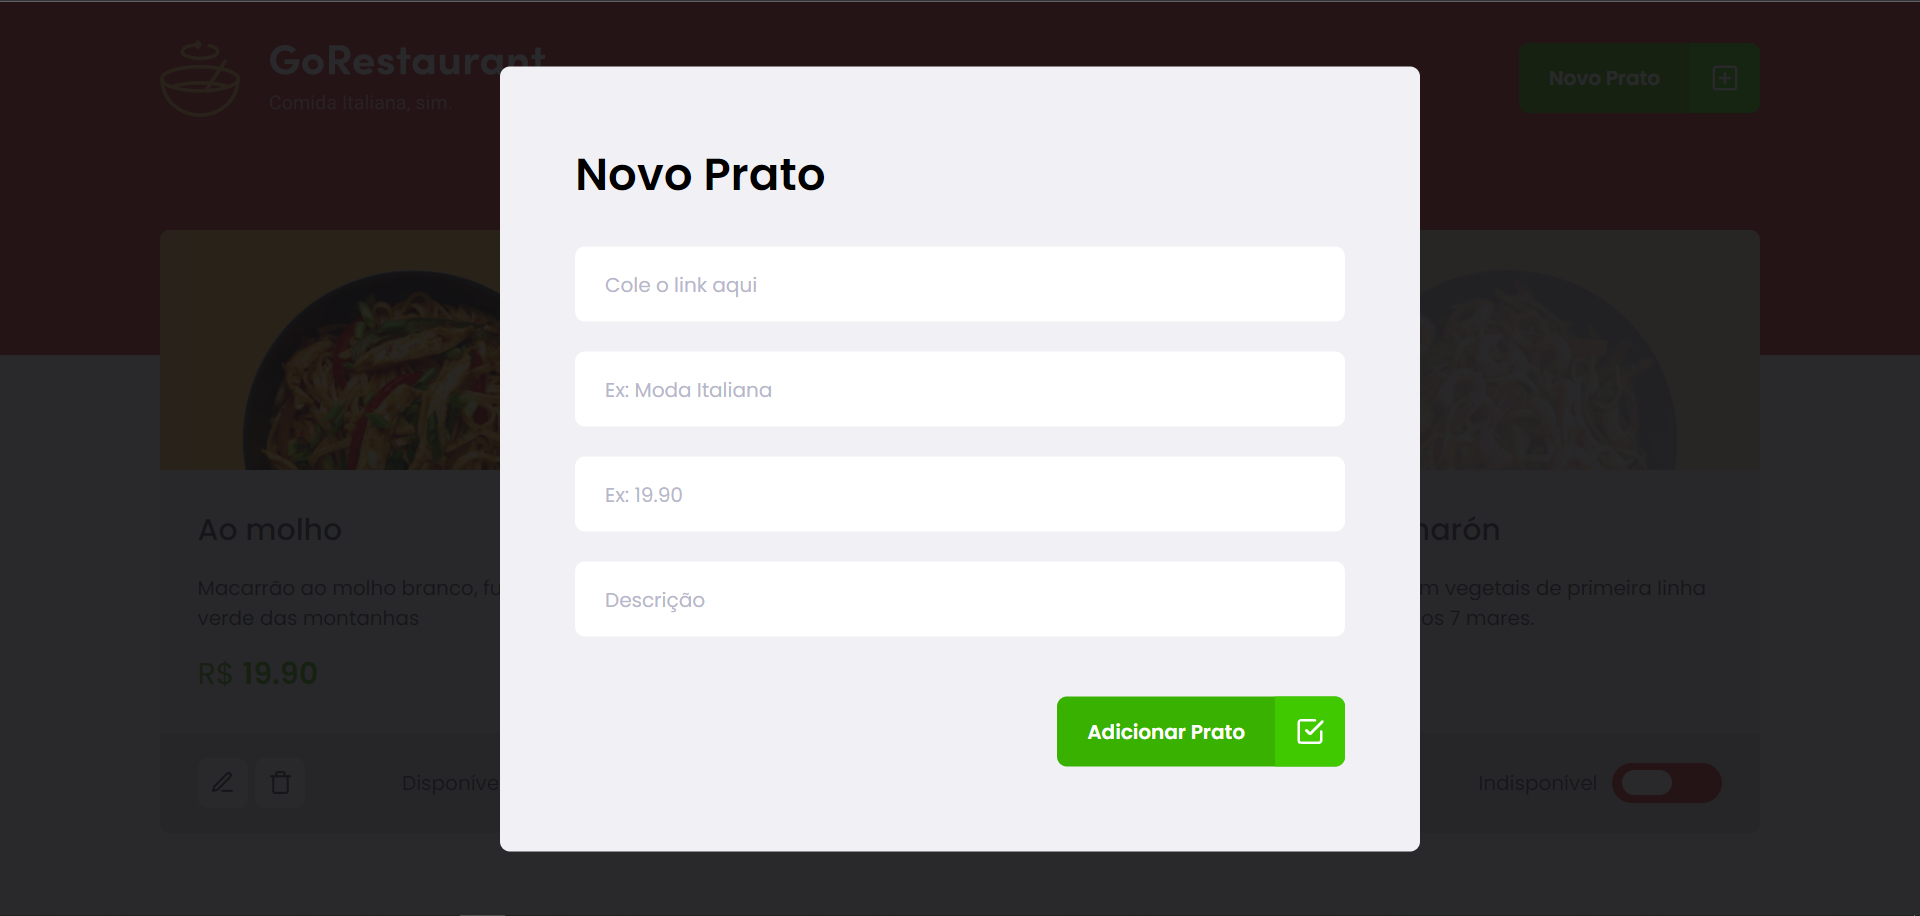 GoRestaurant
Comida Italiana, sim.
Novo Prato
Novo Prato
Cole o link aqui
Ex: Moda Italiana
Ex: 19.90
Descrição
Adicionar Prato
Ao molho
Macarrão ao molho branco, fu
verde das montanhas
R$ 19.90
Disponíve
narón
m vegetais de primeira linha
os 7 mares.
Indisponível